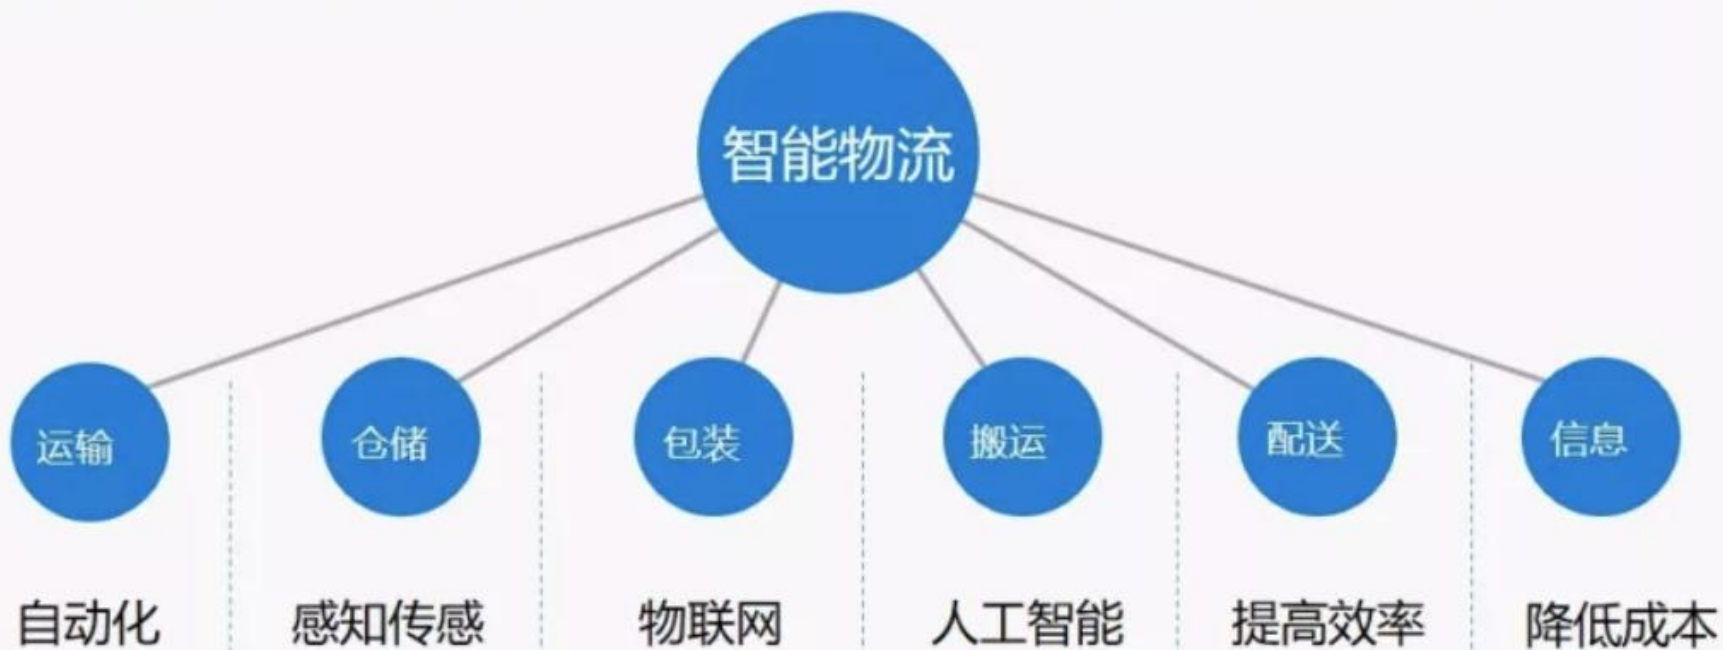 智能物流
运输
仓储
包装
搬运
配送
信息
自动化
感知传感
物联网
人工智能
提高效率
降低成本